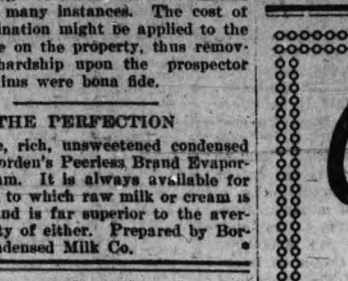 many instances. The cost of
ination might be applied to the
e on the property, thus remov-
hardship upon the prospector
ims were bona fide.
THE PERFECTION
e, rich, unsweetened condensed
orden's Peerless Brand Evapor-
am. It is always available for
to which raw milk or cream is
nd is far superior to the aver-
ty of either. Prepared by Bor-
ndensed Milk Co. *